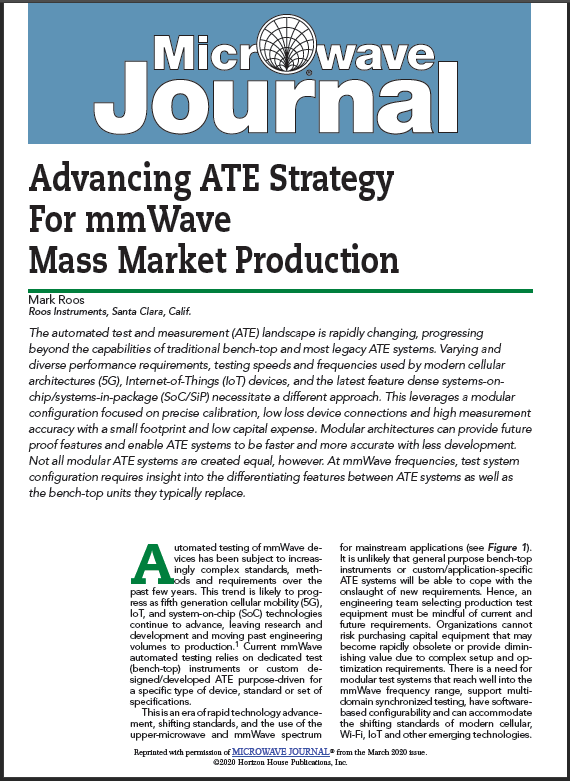 Microwave
Journal
®
Advancing ATE Strategy
For mmWave
Mass Market Production
Mark Roos
Roos Instruments, Santa Clara, Calif.
The automated test and measurement (ATE) landscape is rapidly changing, progressing
beyond the capabilities of traditional bench-top and most legacy ATE systems. Varying and
diverse performance requirements, testing speeds and frequencies used by modern cellular
architectures (5G), Internet-of-Things (IoT) devices, and the latest feature dense systems-on-
chip/systems-in-package (SoC/SiP) necessitate a different approach. This leverages a modular
configuration focused on precise calibration, low loss device connections and high measurement
accuracy with a small footprint and low capital expense. Modular architectures can provide future
proof features and enable ATE systems to be faster and more accurate with less development.
Not all modular ATE systems are created equal, however. At mmWave frequencies, test system
configuration requires insight into the differentiating features between ATE systems as well as
the bench-top units they typically replace.
Automated testing of mmWave de-
vices has been subject to increas-
ingly complex standards, meth-
ods and requirements over the
past few years. This trend is likely to prog-
ress as fifth generation cellular mobility (5G),
IoT, and system-on-chip (SoC) technologies
continue to advance, leaving research and
development and moving past engineering
volumes to production.1 Current mmWave
automated testing relies on dedicated test
(bench-top) instruments or custom de-
signed/developed ATE purpose-driven for
a specific type of device, standard or set of
specifications.
This is an era of rapid technology advance-
ment, shifting standards, and the use of the
upper-microwave and mmWave spectrum
for mainstream applications (see Figure 1).
It is unlikely that general purpose bench-top
instruments or custom/application-specific
ATE systems will be able to cope with the
onslaught of new requirements. Hence, an
engineering team selecting production test
equipment must be mindful of current and
future requirements. Organizations cannot
risk purchasing capital equipment that may
become rapidly obsolete or provide dimin-
ishing value due to complex setup and op-
timization requirements. There is a need for
modular test systems that reach well into the
mmWave frequency range, support multi-
domain synchronized testing, have software-
based configurability and can accommodate
the shifting standards of modern cellular,
Wi-Fi, IoT and other emerging technologies.
Reprinted with permission of MICROWAVE JOURNAL® from the March 2020 issue.
©2020 Horizon House Publications, Inc.